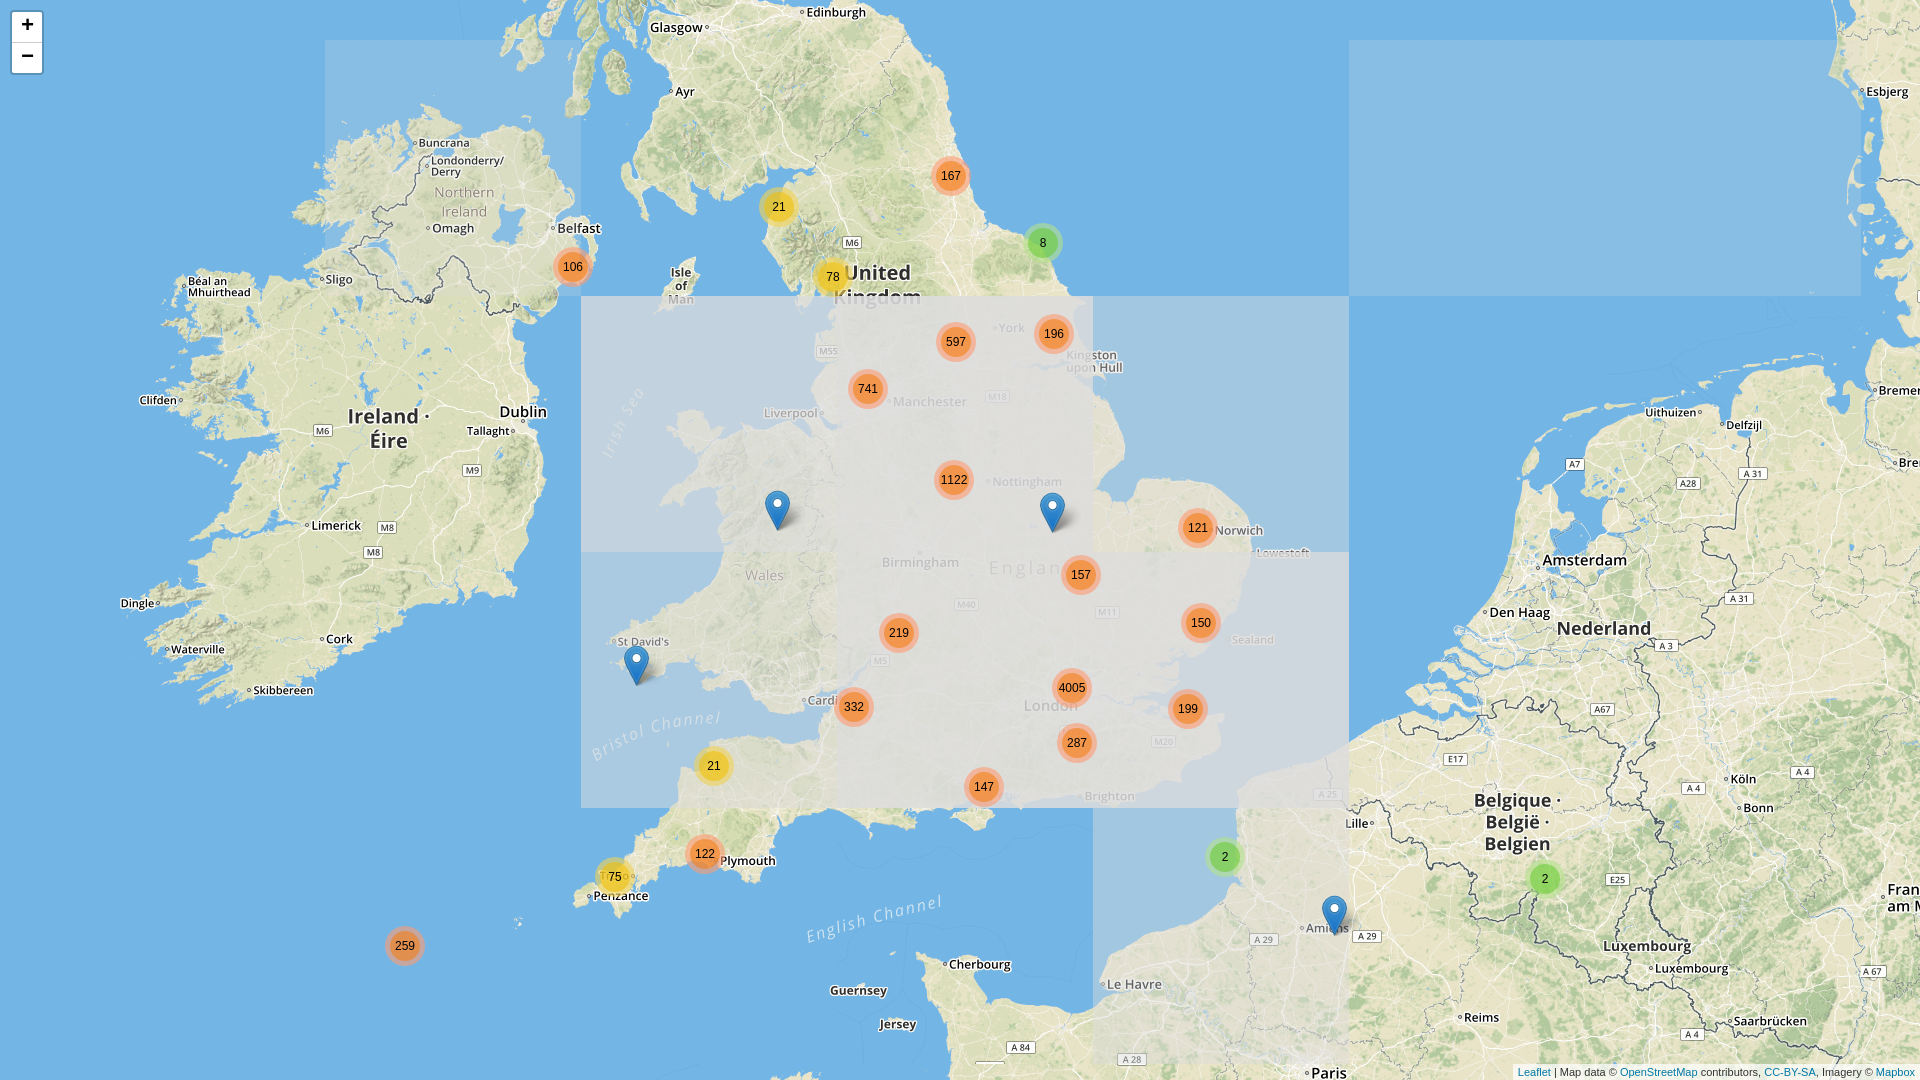 +
−
Edinburgh
Glasgow
Ayr
Esbjerg
Buncrana
Londonderry/
Derry
167
Northern
Ireland
21
Omagh
Belfast
M6
8
106
78
United
Kingdom
Isle
of
Man
Sligo
Béal an
Mhuirthead
York
196
597
M55
Kingston
upon Hull
741
Manchester
M18
Bremer
Clifden
Irish Sea
Liverpool
Dublin
Uithuizen
Delfzijl
Ireland ·
Éire
M6
Tallaght
A7
Bre
M9
A 31
A28
1122
Nottingham
Limerick
M8
121
Norwich
M8
Lowestoft
Birmingham
Wales
England
157
Amsterdam
Dingle
M40
M11
A 31
Den Haag
Nederland
Cork
St David's
219
150
Sealand
Waterville
M5
A 3
Skibbereen
4005
Cardi
332
London
199
A67
Bristol Channel
287
M20
E17
21
147
Brighton
A 25
Köln
A 4
A 4
Bonn
Belgique ·
België ·
Belgien
Lille
122
Plymouth
2
75
Penzance
2
E25
Fran
am M
English Channel
Amiens
A 29
A 29
259
Luxembourg
Luxembourg
Cherbourg
A 67
Le Havre
Guernsey
Jersey
Reims
Saarbrücken
A 84
A 28
A 4
A 4
Paris
Leaflet | Map data © OpenStreetMap contributors, CC-BY-SA, Imagery © Mapbox